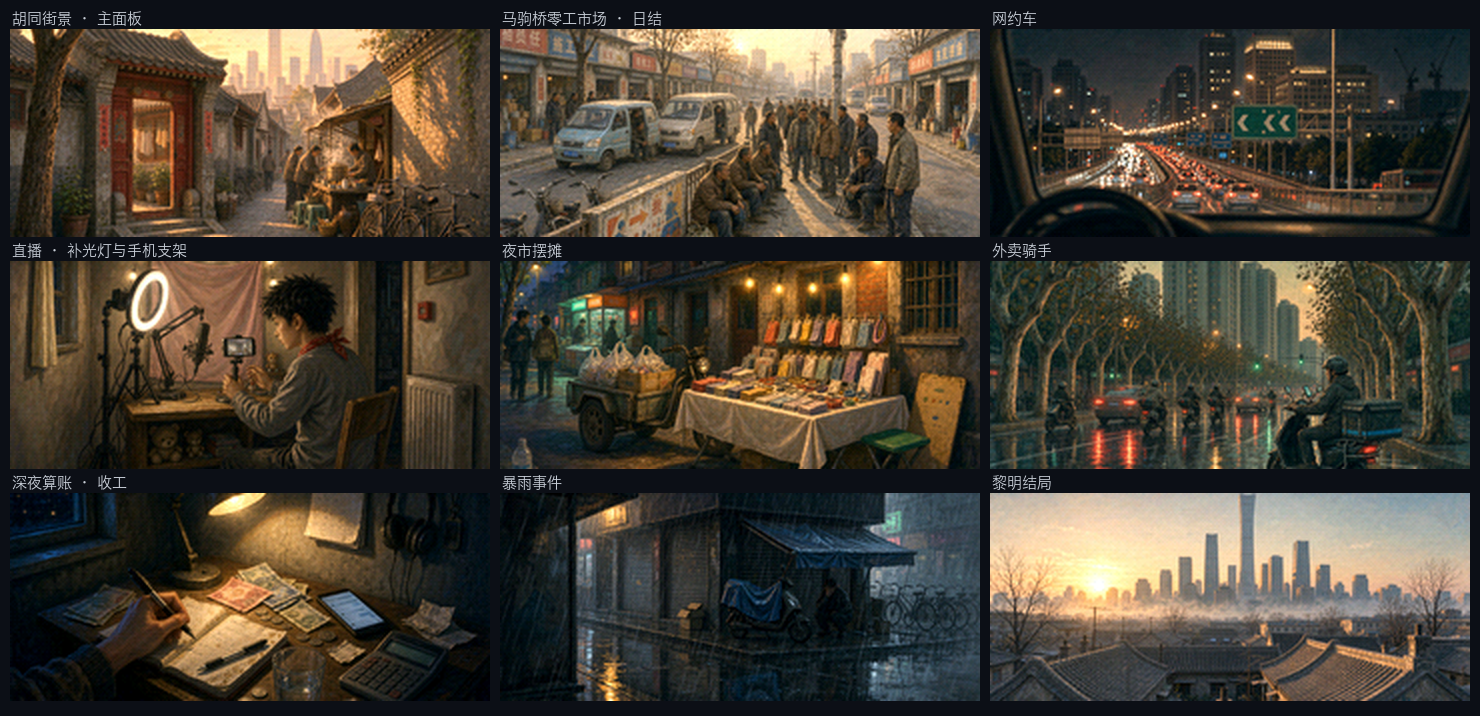 胡同街景 · 主面板
马驹桥零工市场 · 日结
网约车
直播 · 补光灯与手机支架
夜市摆摊
外卖骑手
深夜算账 · 收工
暴雨事件
黎明结局